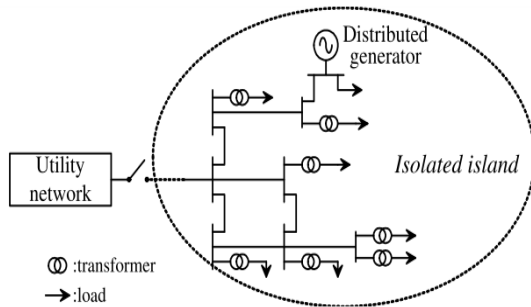 Distributed
generator
Utility
network
Isolated island
:transformer
:load